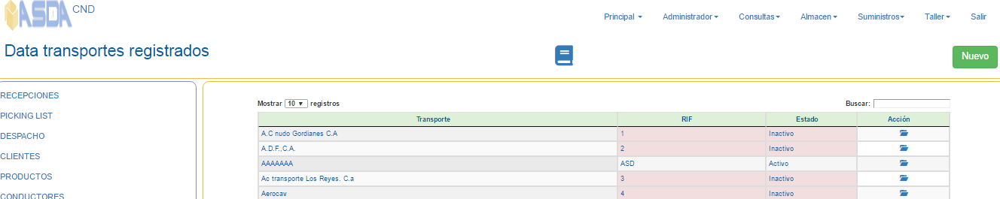 ASDA CND
Principal Administrador Consultas Almacen Suministros Taller Salir
Data transportes registrados
Nuevo
RECEPCIONES
PICKING LIST
DESPACHO
CLIENTES
PRODUCTOS
CONDUCTORES
Mostrar 10 registros Buscar:
Transporte RIF Estado Acción
A.C nudo Gordianes C.A 1 Inactivo
A.D.F.,C.A. 2 Inactivo
AAAAAAA ASD Activo
Ac transporte Los Reyes. C.a 3 Inactivo
Aerocav 4 Inactivo